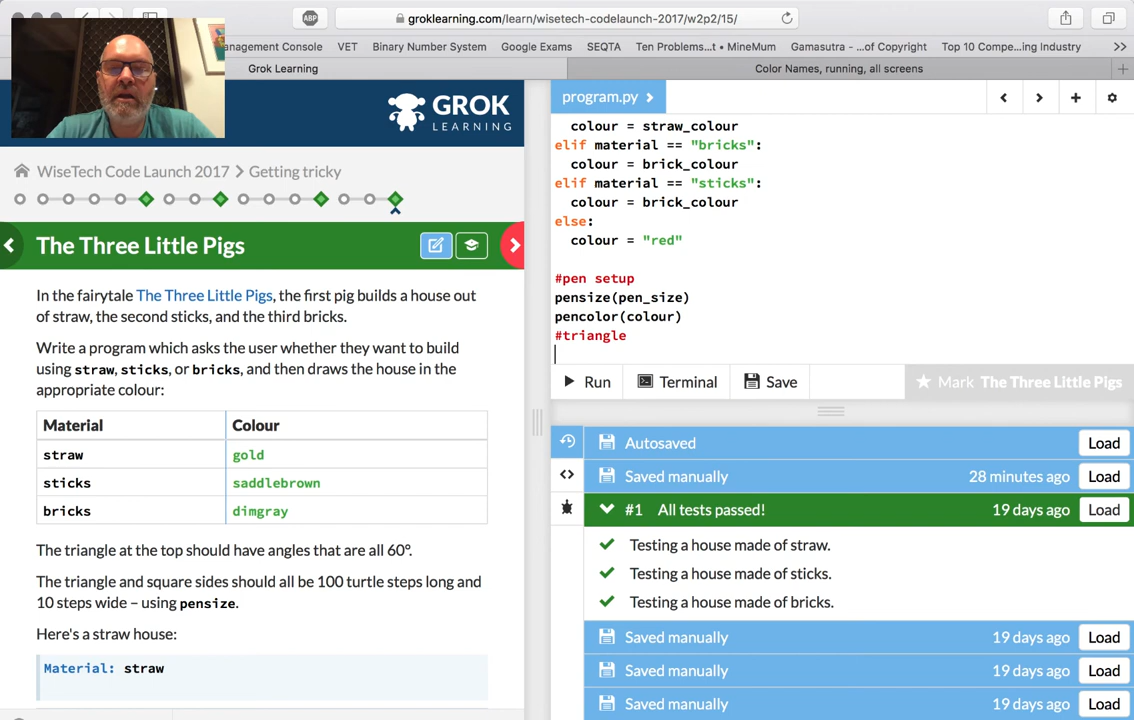 ABP
groklearning.com/learn/wisetech-codelaunch-2017/w2p2/15/
anagement Console VET Binary Number System Google Exams SEQTA Ten Problems...t • MineMum Gamasutra - ...of Copyright Top 10 Compe...ing Industry >>
Grok Learning Color Names, running, all screens +
GROK
LEARNING
WiseTech Code Launch 2017 > Getting tricky
The Three Little Pigs
In the fairytale The Three Little Pigs, the first pig builds a house out
of straw, the second sticks, and the third bricks.
Write a program which asks the user whether they want to build
using straw, sticks, or bricks, and then draws the house in the
appropriate colour:
Material Colour
straw gold
sticks saddlebrown
bricks dimgray
The triangle at the top should have angles that are all 60°.
The triangle and square sides should all be 100 turtle steps long and
10 steps wide – using pensize.
Here's a straw house:
Material: straw
program.py >
colour = straw_colour
elif material == "bricks":
colour = brick_colour
elif material == "sticks":
colour = brick_colour
else:
colour = "red"
#pen setup
pensize(pen_size)
pencolor(colour)
#triangle
Run Terminal Save Mark The Three Little Pigs
Autosaved Load
Saved manually 28 minutes ago Load
#1 All tests passed! 19 days ago Load
Testing a house made of straw.
Testing a house made of sticks.
Testing a house made of bricks.
Saved manually 19 days ago Load
Saved manually 19 days ago Load
Saved manually 19 days ago Load